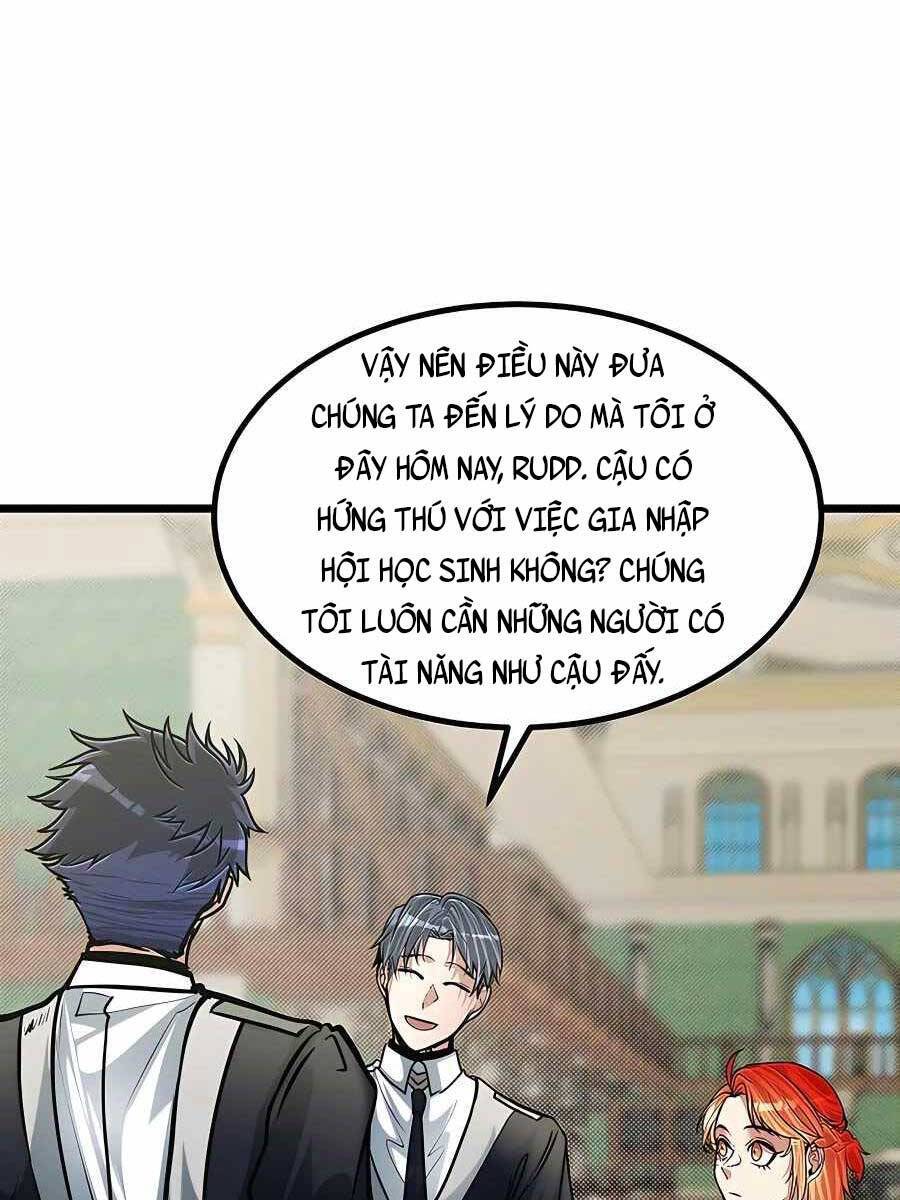 VẬY NÊN ĐIỀU NÀY ĐƯA
CHÚNG TA ĐẾN LÝ DO MÀ TÔI Ở
ĐÂY HÔM NAY, RUDD. CẬU CÓ
HỨNG THÚ VỚI VIỆC GIA NHẬP
HỘI HỌC SINH KHÔNG? CHÚNG
TÔI LUÔN CẦN NHỮNG NGƯỜI CÓ
TÀI NĂNG NHƯ CẬU ĐẤY.